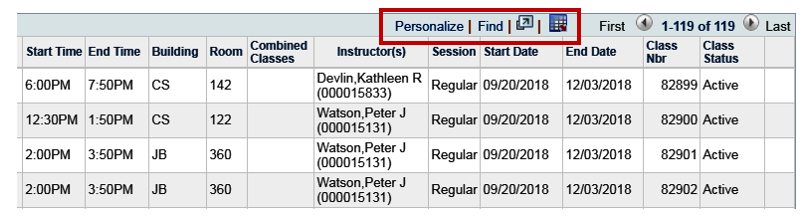 Personalize | Find | | First 1-119 of 119 Last
Start Time End Time Building Room Combined Classes Instructor(s) Session Start Date End Date Class Nbr Class Status
6:00PM 7:50PM CS 142 Devlin,Kathleen R (000015833) Regular 09/20/2018 12/03/2018 82899 Active
12:30PM 1:50PM CS 122 Watson,Peter J (000015131) Regular 09/20/2018 12/03/2018 82900 Active
2:00PM 3:50PM JB 360 Watson,Peter J (000015131) Regular 09/20/2018 12/03/2018 82901 Active
2:00PM 3:50PM JB 360 Watson,Peter J (000015131) Regular 09/20/2018 12/03/2018 82902 Active